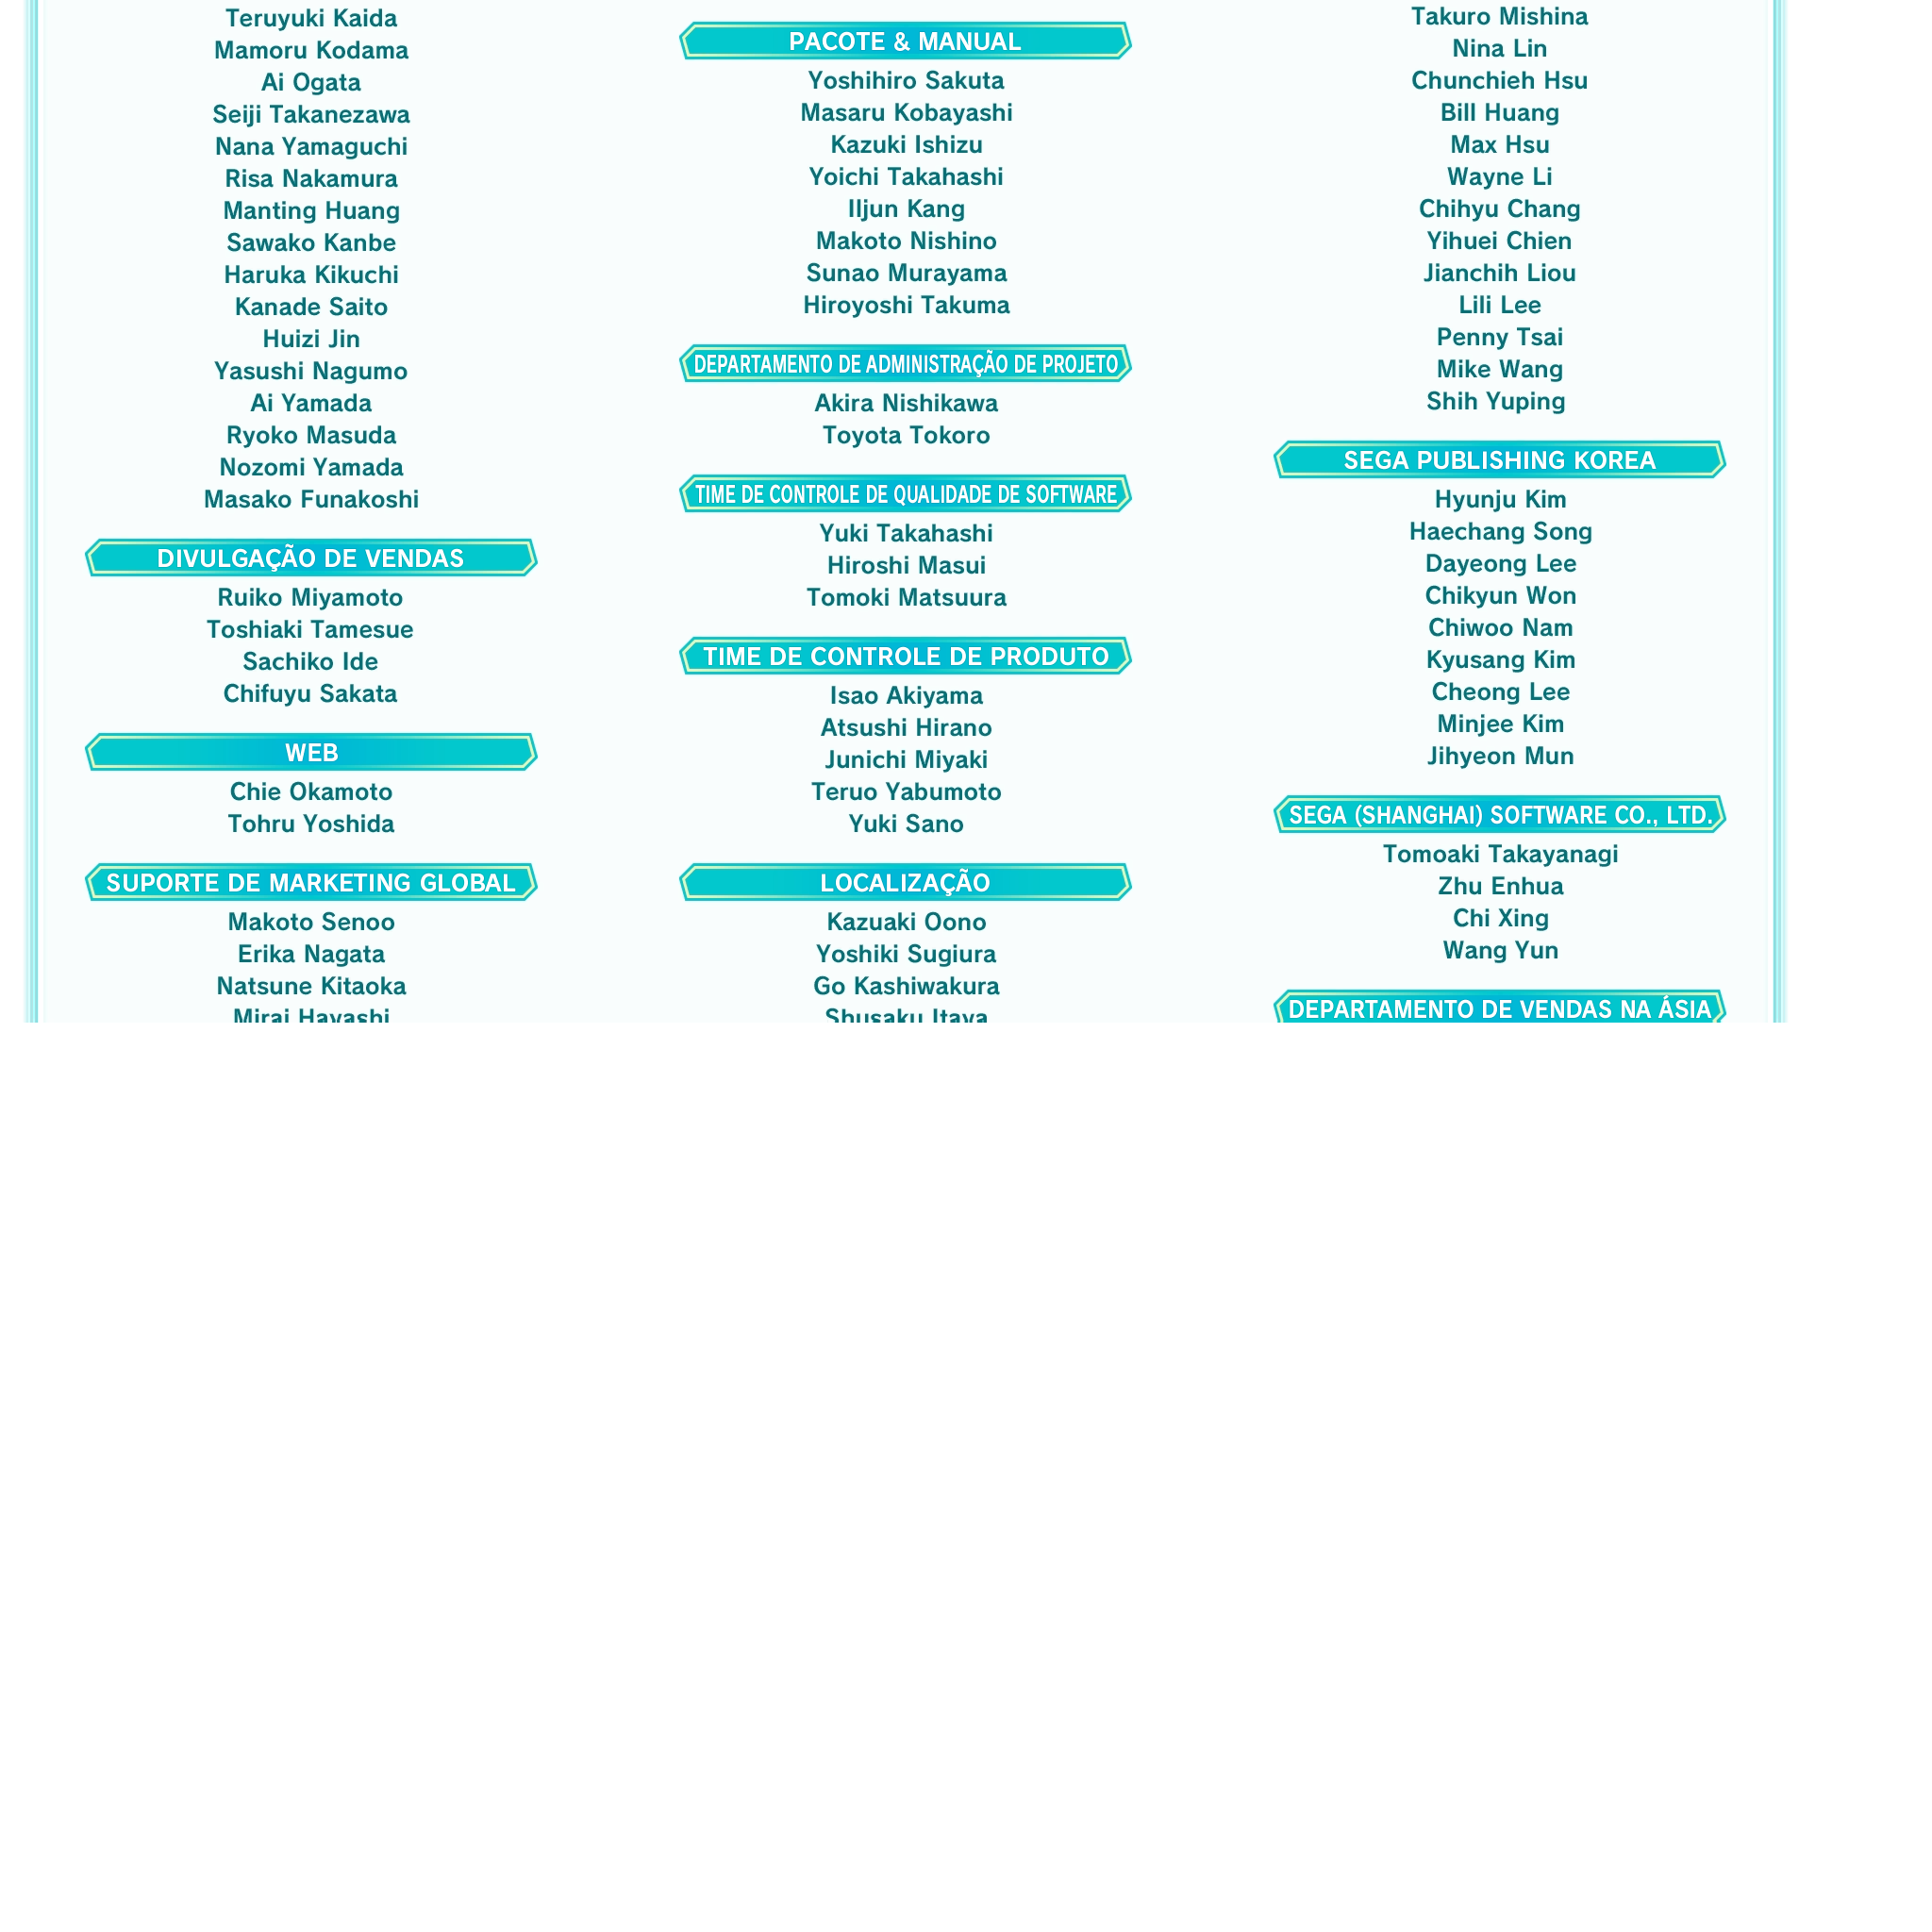 Teruyuki Kaida
Mamoru Kodama
Ai Ogata
Seiji Takanezawa
Nana Yamaguchi
Risa Nakamura
Manting Huang
Sawako Kanbe
Haruka Kikuchi
Kanade Saito
Huizi Jin
Yasushi Nagumo
Ai Yamada
Ryoko Masuda
Nozomi Yamada
Masako Funakoshi
DIVULGAÇÃO DE VENDAS
Ruiko Miyamoto
Toshiaki Tamesue
Sachiko Ide
Chifuyu Sakata
WEB
Chie Okamoto
Tohru Yoshida
SUPORTE DE MARKETING GLOBAL
Makoto Senoo
Erika Nagata
Natsune Kitaoka
Mirai Hayashi
PACOTE & MANUAL
Yoshihiro Sakuta
Masaru Kobayashi
Kazuki Ishizu
Yoichi Takahashi
Iljun Kang
Makoto Nishino
Sunao Murayama
Hiroyoshi Takuma
DEPARTAMENTO DE ADMINISTRAÇÃO DE PROJETO
Akira Nishikawa
Toyota Tokoro
TIME DE CONTROLE DE QUALIDADE DE SOFTWARE
Yuki Takahashi
Hiroshi Masui
Tomoki Matsuura
TIME DE CONTROLE DE PRODUTO
Isao Akiyama
Atsushi Hirano
Junichi Miyaki
Teruo Yabumoto
Yuki Sano
LOCALIZAÇÃO
Kazuaki Oono
Yoshiki Sugiura
Go Kashiwakura
Shusaku Itaya
Takuro Mishina
Nina Lin
Chunchieh Hsu
Bill Huang
Max Hsu
Wayne Li
Chihyu Chang
Yihuei Chien
Jianchih Liou
Lili Lee
Penny Tsai
Mike Wang
Shih Yuping
SEGA PUBLISHING KOREA
Hyunju Kim
Haechang Song
Dayeong Lee
Chikyun Won
Chiwoo Nam
Kyusang Kim
Cheong Lee
Minjee Kim
Jihyeon Mun
SEGA (SHANGHAI) SOFTWARE CO., LTD.
Tomoaki Takayanagi
Zhu Enhua
Chi Xing
Wang Yun
DEPARTAMENTO DE VENDAS NA ÁSIA